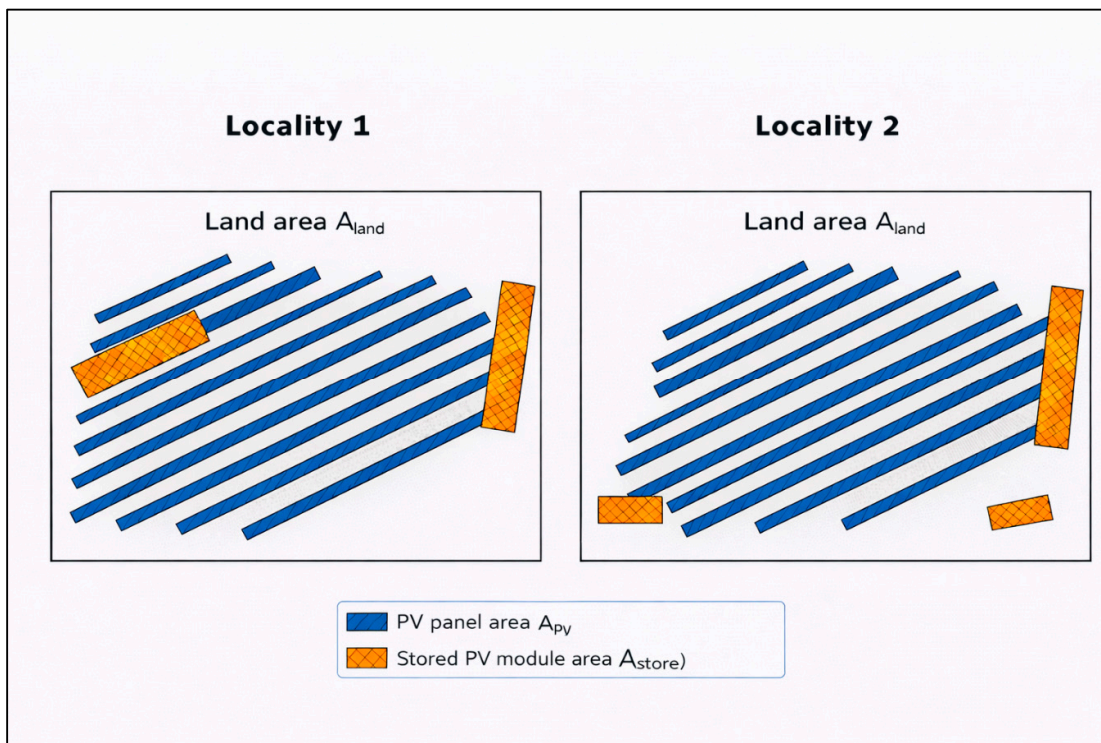 Locality 1
Locality 2
Land area A_land
Land area A_land
PV panel area A_PV
Stored PV module area A_store)